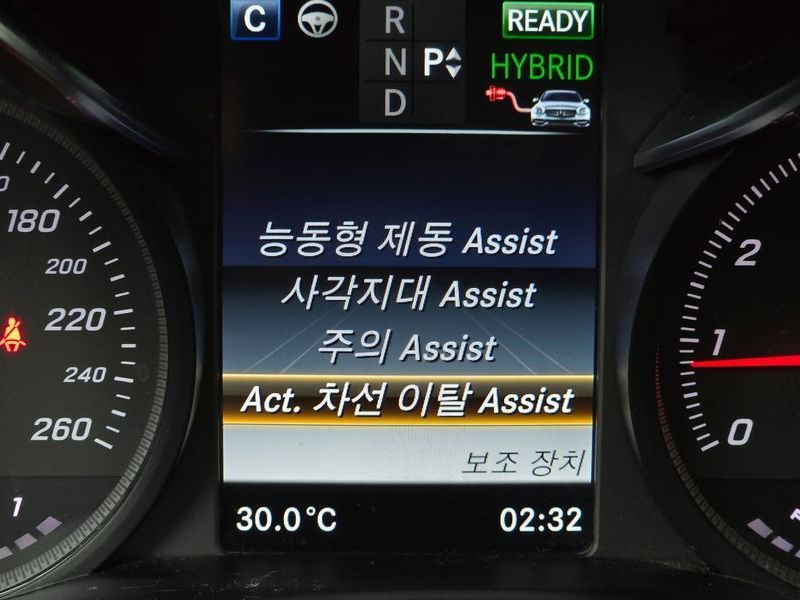 C
R
READY
N P
HYBRID
D
180
200
220
240
260
1
능동형 제동 Assist
사각지대 Assist
주의 Assist
Act. 차선 이탈 Assist
보조 장치
30.0°C
02:32
2
1
0